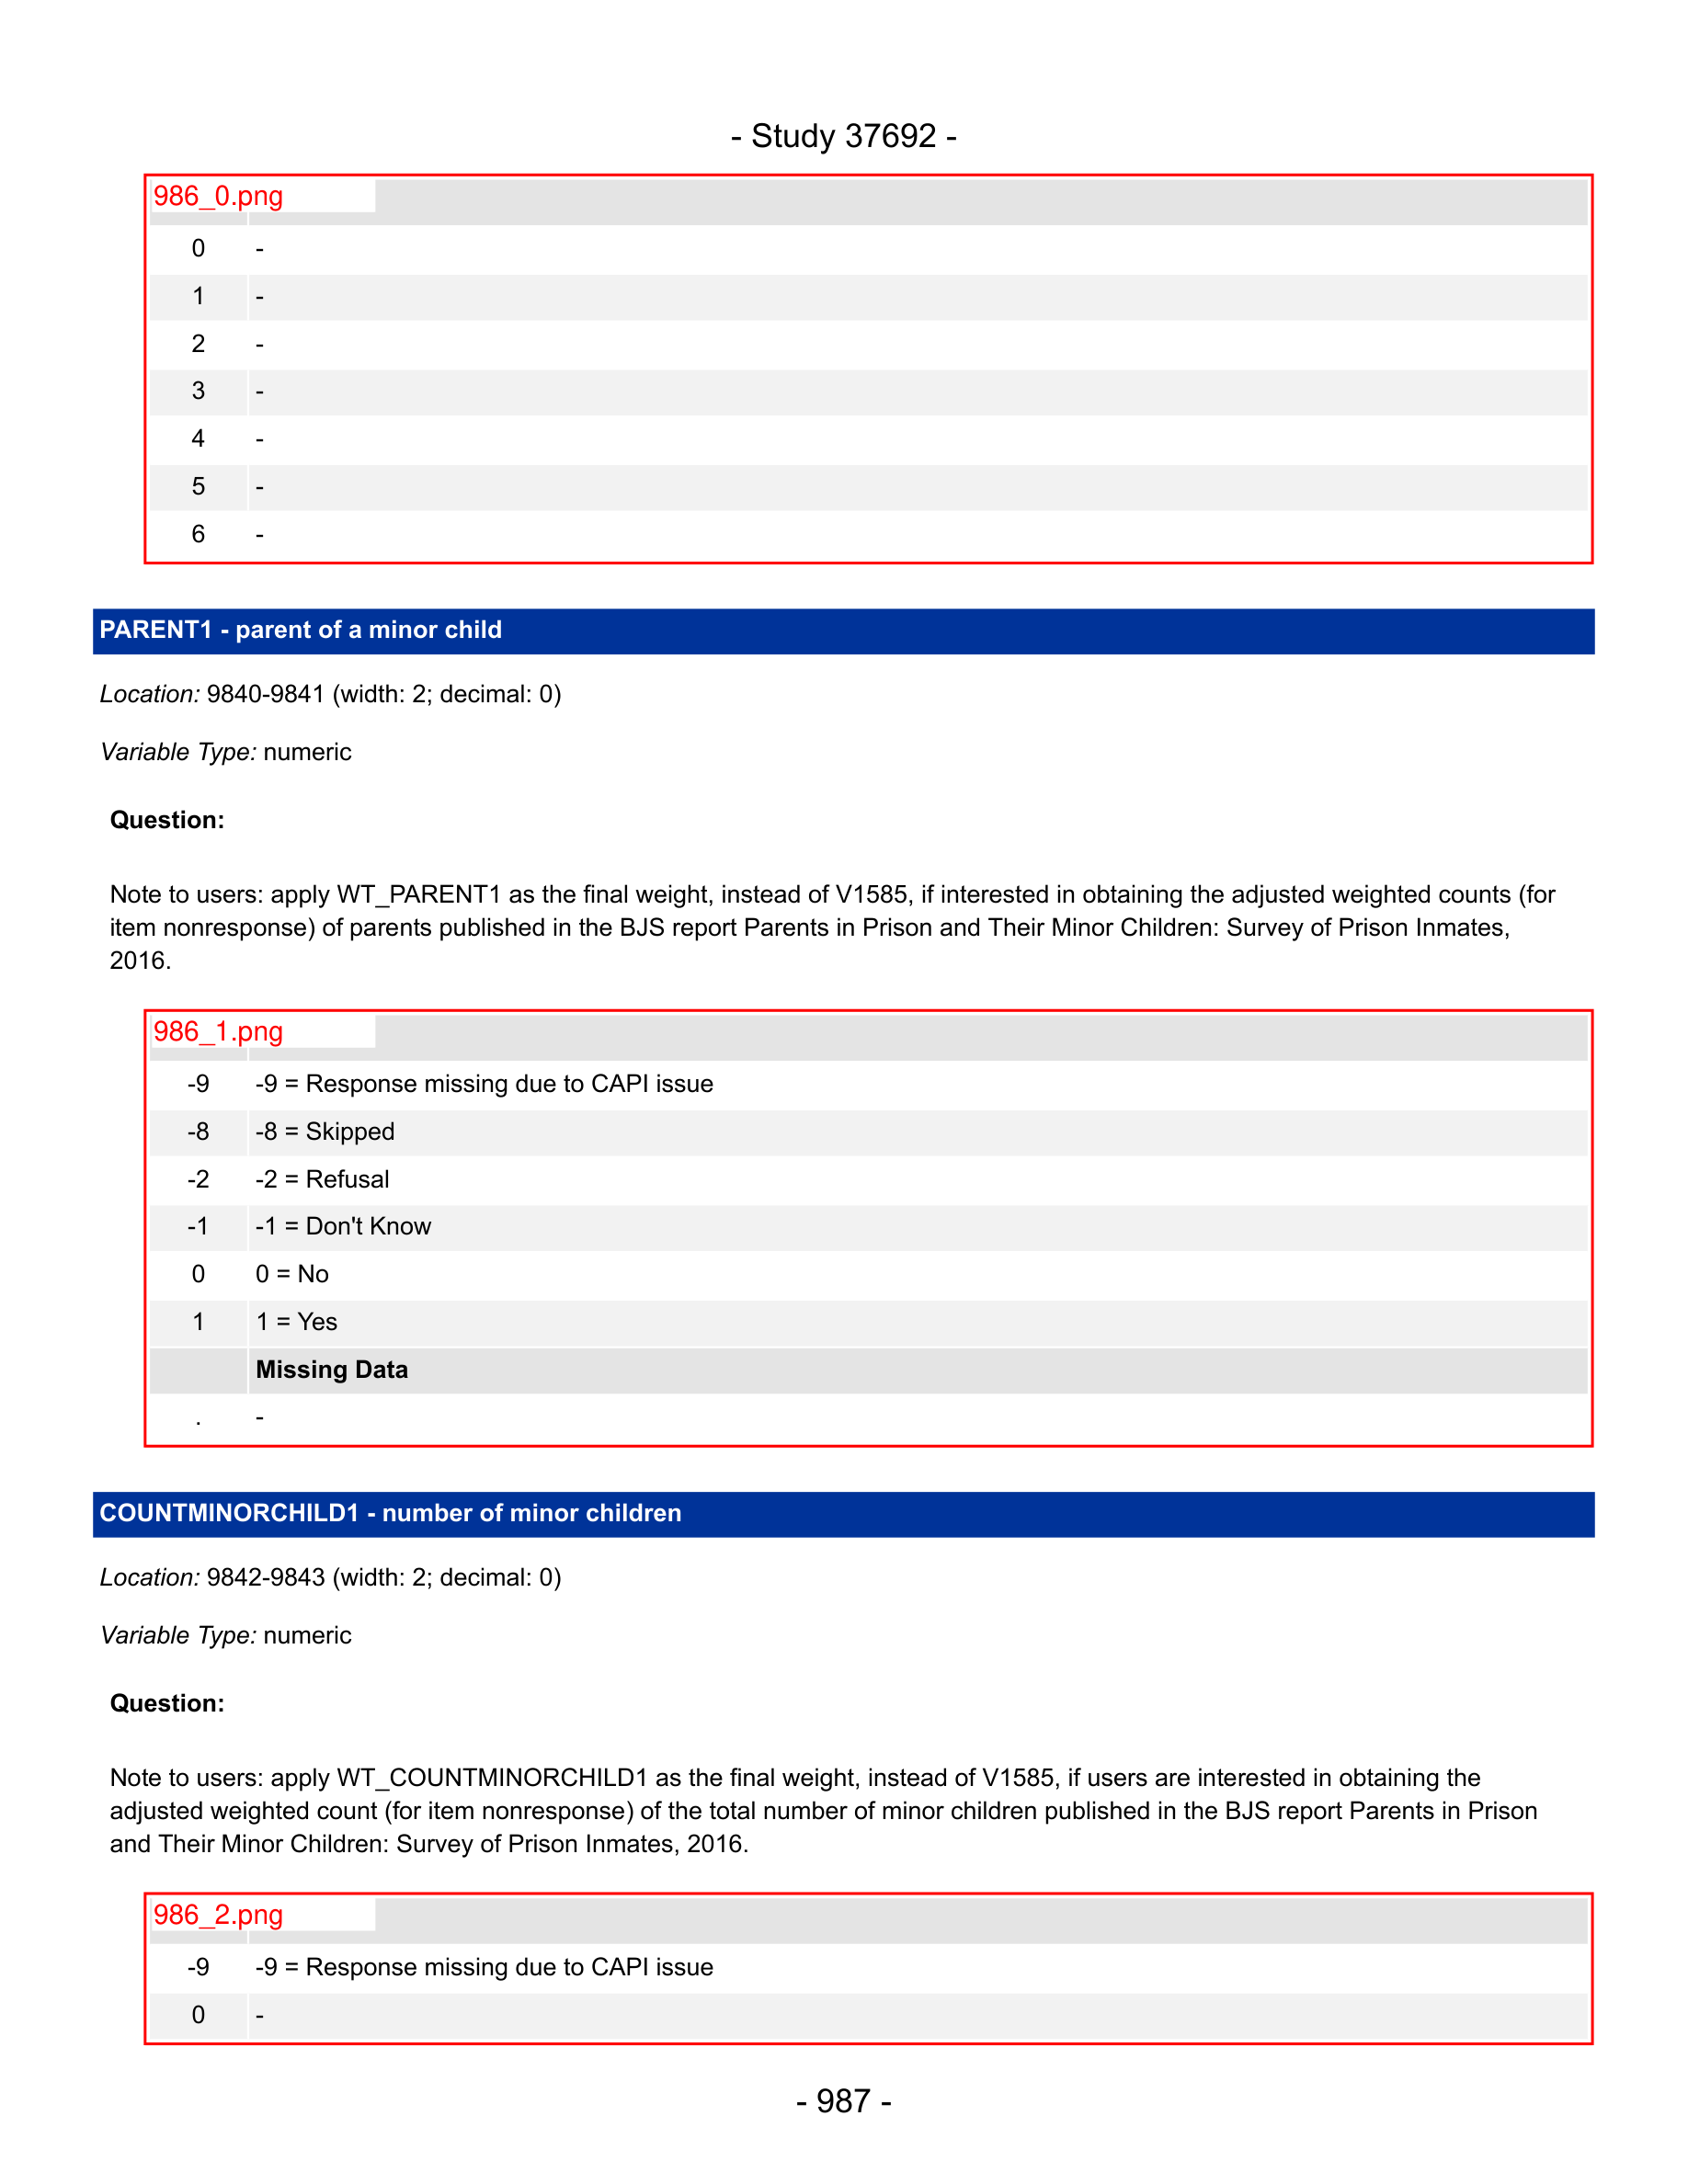 - Study 37692 -
986_0.png
0 -
1 -
2 -
3 -
4 -
5 -
6 -
PARENT1 - parent of a minor child
Location: 9840-9841 (width: 2; decimal: 0)
Variable Type: numeric
Question:
Note to users: apply WT_PARENT1 as the final weight, instead of V1585, if interested in obtaining the adjusted weighted counts (for
item nonresponse) of parents published in the BJS report Parents in Prison and Their Minor Children: Survey of Prison Inmates,
2016.
986_1.png
-9 -9 = Response missing due to CAPI issue
-8 -8 = Skipped
-2 -2 = Refusal
-1 -1 = Don't Know
0 0 = No
1 1 = Yes
Missing Data
. -
COUNTMINORCHILD1 - number of minor children
Location: 9842-9843 (width: 2; decimal: 0)
Variable Type: numeric
Question:
Note to users: apply WT_COUNTMINORCHILD1 as the final weight, instead of V1585, if users are interested in obtaining the
adjusted weighted count (for item nonresponse) of the total number of minor children published in the BJS report Parents in Prison
and Their Minor Children: Survey of Prison Inmates, 2016.
986_2.png
-9 -9 = Response missing due to CAPI issue
0 -
- 987 -